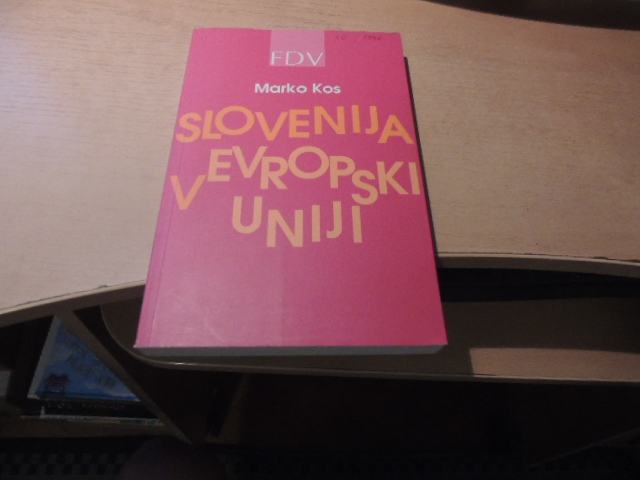 FDV
Marko Kos
SLOVENIJA
V EVROPSKI
UNIJI